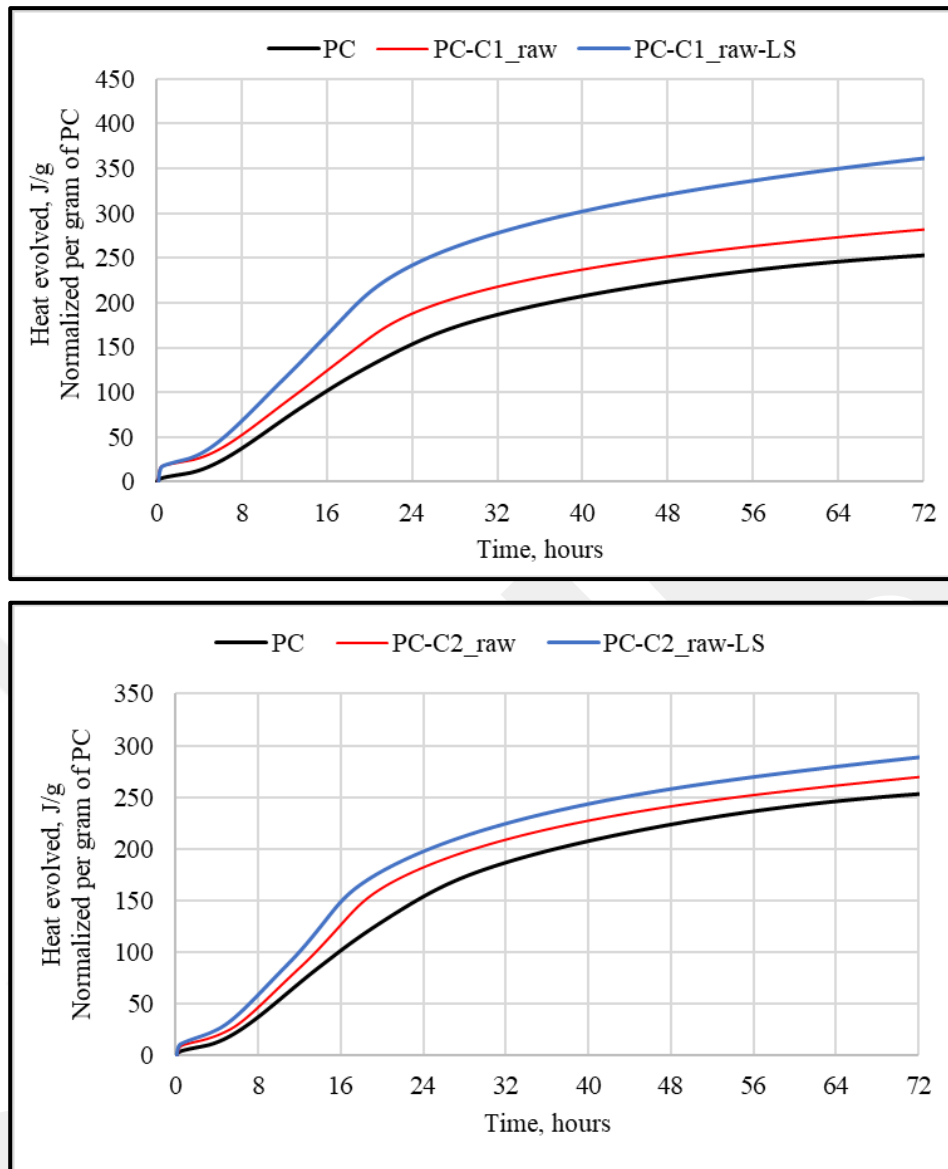 PC PC-C1_raw PC-C1_raw-LS
450
400
350
300
250
200
150
100
50
0
Heat evolved, J/g
Normalized per gram of PC
0 8 16 24 32 40 48 56 64 72
Time, hours
PC PC-C2_raw PC-C2_raw-LS
350
300
250
200
150
100
50
0
Heat evolved, J/g
Normalized per gram of PC
0 8 16 24 32 40 48 56 64 72
Time, hours